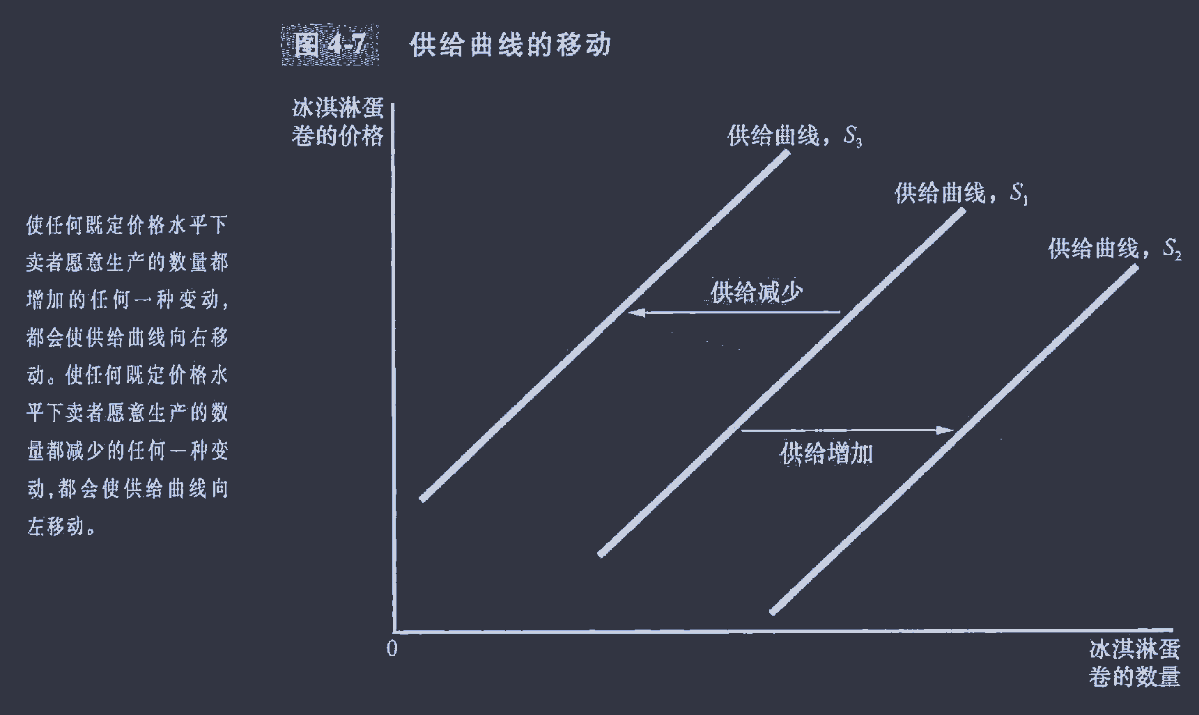 图 4-7 供给曲线的移动
冰淇淋蛋
卷的价格
供给曲线，S₃
供给曲线，S₁
供给曲线，S₂
使任何既定价格水平下
卖者愿意生产的数量都
增加的任何一种变动，
都会使供给曲线向右移
动。使任何既定价格水
平下卖者愿意生产的数
量都减少的任何一种变
动，都会使供给曲线向
左移动。
供给减少
供给增加
0
冰淇淋蛋
卷的数量